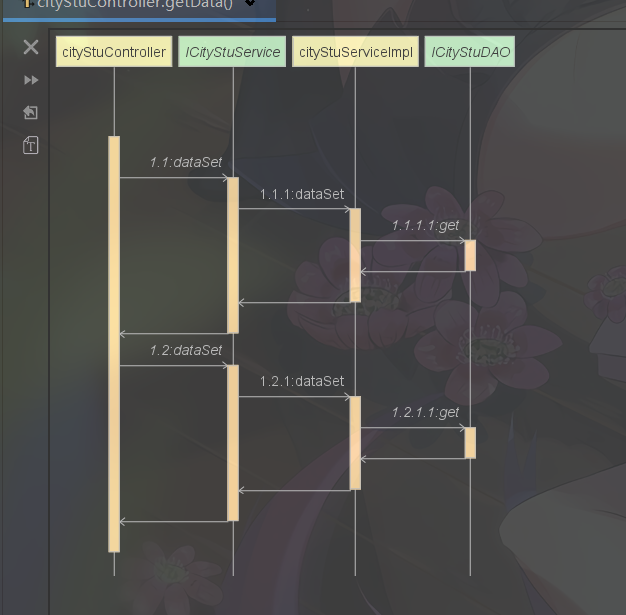 cityStuController.getData()
cityStuController ICityStuService cityStuServiceImpl ICityStuDAO
1.1:dataSet
1.1.1:dataSet
1.1.1.1:get
1.2:dataSet
1.2.1:dataSet
1.2.1.1:get